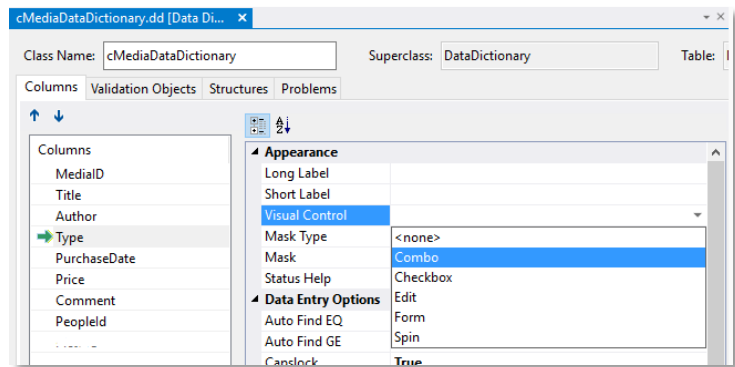 cMediaDataDictionary.dd [Data Di... ×
Class Name: cMediaDataDictionary Superclass: DataDictionary Table:
Columns Validation Objects Structures Problems
Columns
MediaID
Title
Author
Type
PurchaseDate
Price
Comment
PeopleId
Appearance
Long Label
Short Label
Visual Control
Mask Type
Mask
Status Help
Data Entry Options
Auto Find EQ
Auto Find GE
Capslock True
<none>
Combo
Checkbox
Edit
Form
Spin